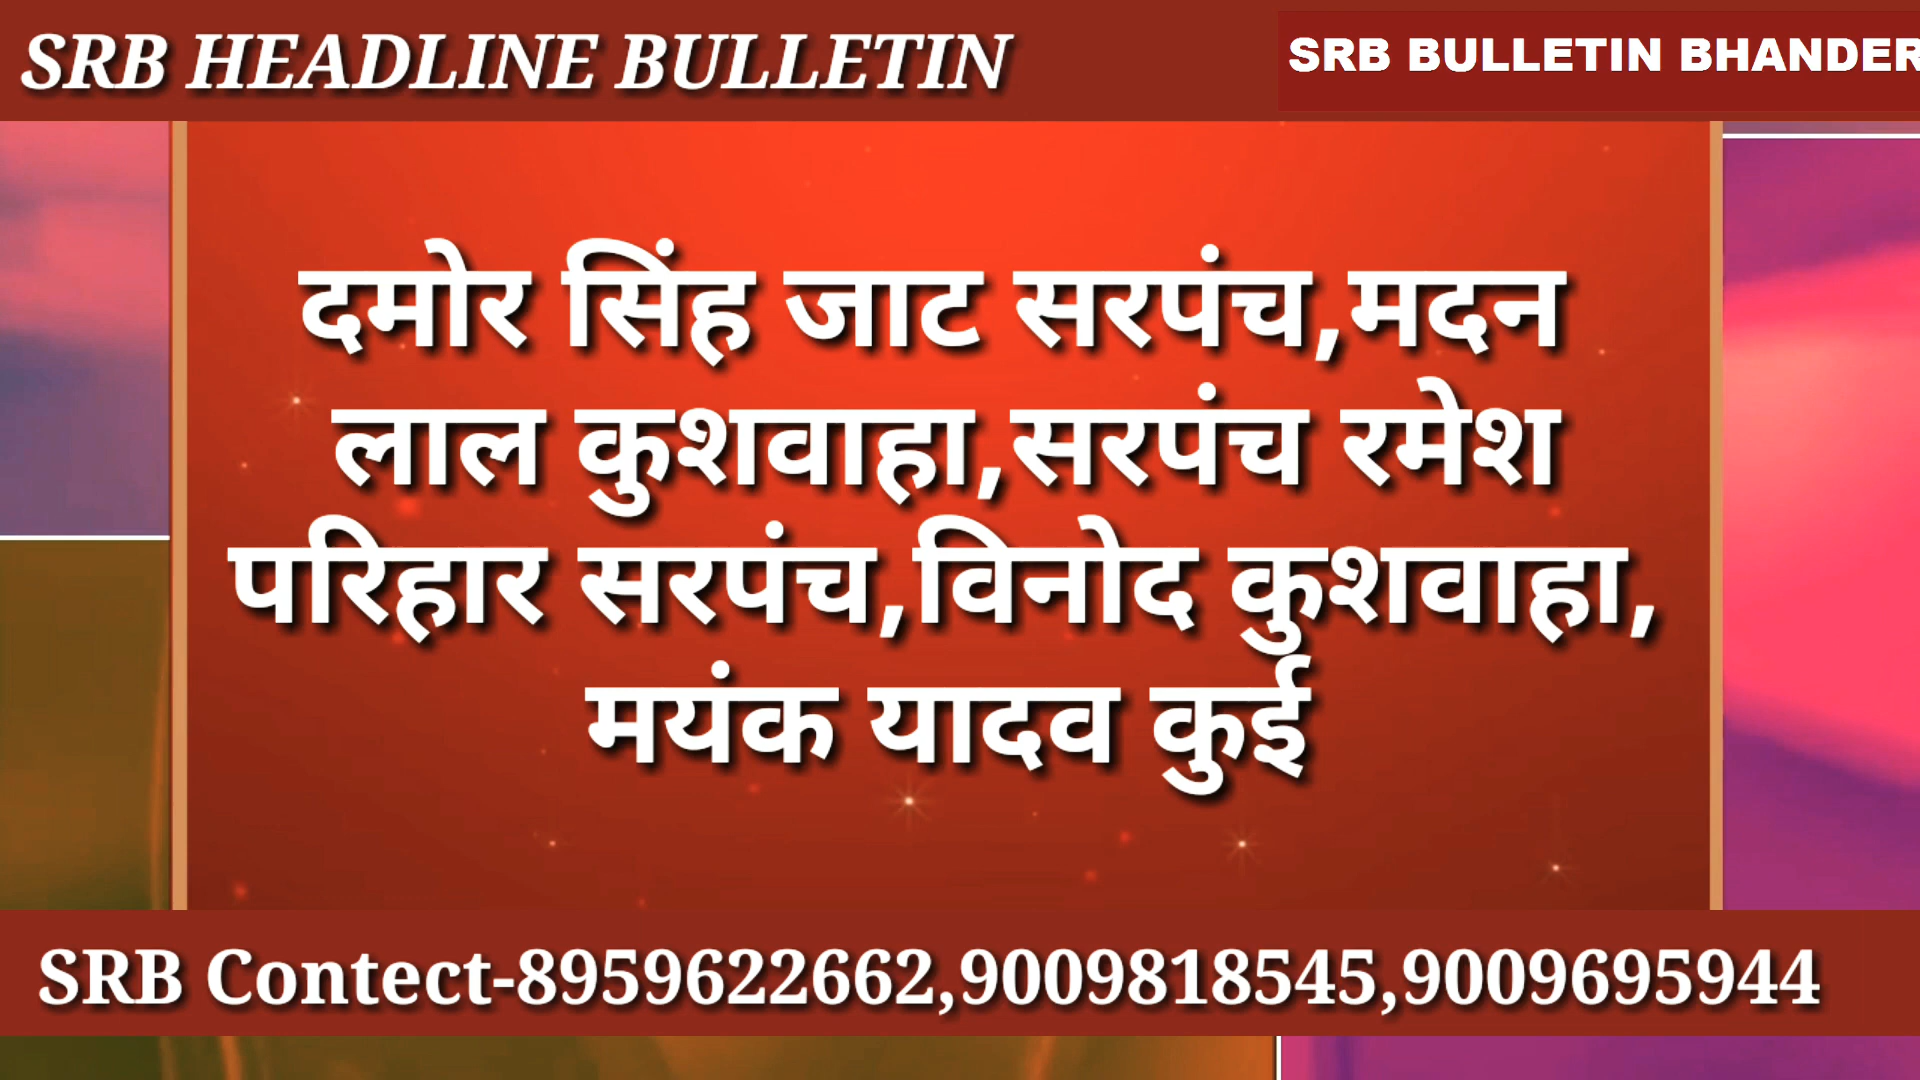 SRB HEADLINE BULLETIN
SRB BULLETIN BHANDER
दमोर सिंह जाट सरपंच,मदन
लाल कुशवाहा,सरपंच रमेश
परिहार सरपंच,विनोद कुशवाहा,
मयंक यादव कुई
SRB Contect-8959622662,9009818545,9009695944